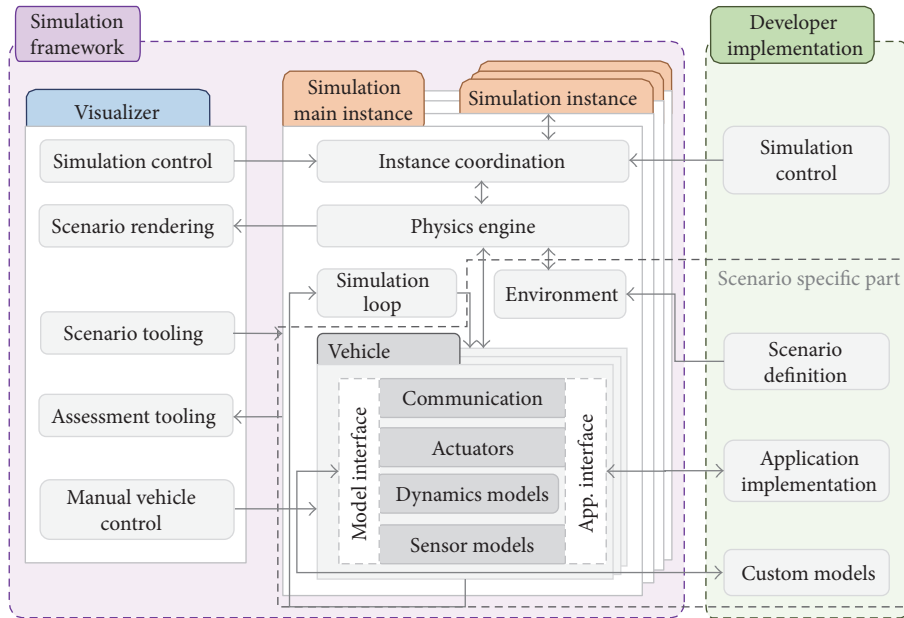 Simulation
framework
Developer
implementation
Visualizer
Simulation
main instance
Simulation instance
Simulation control
Instance coordination
Simulation
control
Scenario rendering
Physics engine
Scenario specific part
Simulation
loop
Environment
Scenario tooling
Vehicle
Scenario
definition
Assessment tooling
Model interface
Communication
Actuators
Dynamics models
Sensor models
App. interface
Application
implementation
Manual vehicle
control
Custom models